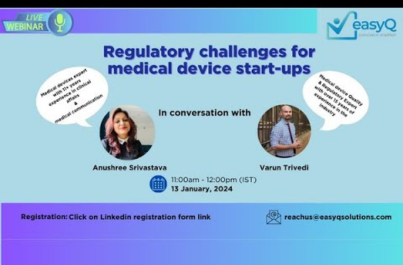 LIVE
WEBINAR
easyQ
Regulatory challenges for
medical device start-ups
Medical devices expert
with 11+ years
experience in clinical
affairs
&
medical communication
Medical device Quality
& Regulatory Expert
with over 12 years of
experience in the
industry
In conversation with
Anushree Srivastava
Varun Trivedi
11:00am - 12:00pm (IST)
13 January, 2024
Registration: Click on Linkedin registration form link
reachus@easyqsolutions.com